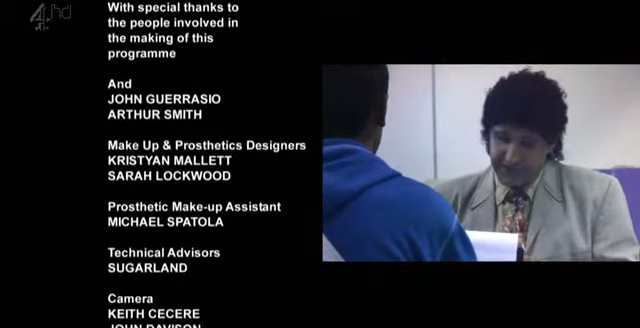 4hd
With special thanks to
the people involved in
the making of this
programme
And
JOHN GUERRASIO
ARTHUR SMITH
Make Up & Prosthetics Designers
KRISTYAN MALLETT
SARAH LOCKWOOD
Prosthetic Make-up Assistant
MICHAEL SPATOLA
Technical Advisors
SUGARLAND
Camera
KEITH CECERE
JOHN DAVISON